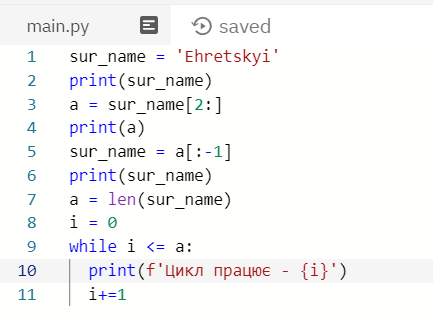 main.py saved
1 sur_name = 'Ehretskyi'
2 print(sur_name)
3 a = sur_name[2:]
4 print(a)
5 sur_name = a[:-1]
6 print(sur_name)
7 a = len(sur_name)
8 i = 0
9 while i <= a:
10 print(f'Цикл працює - {i}')
11 i+=1